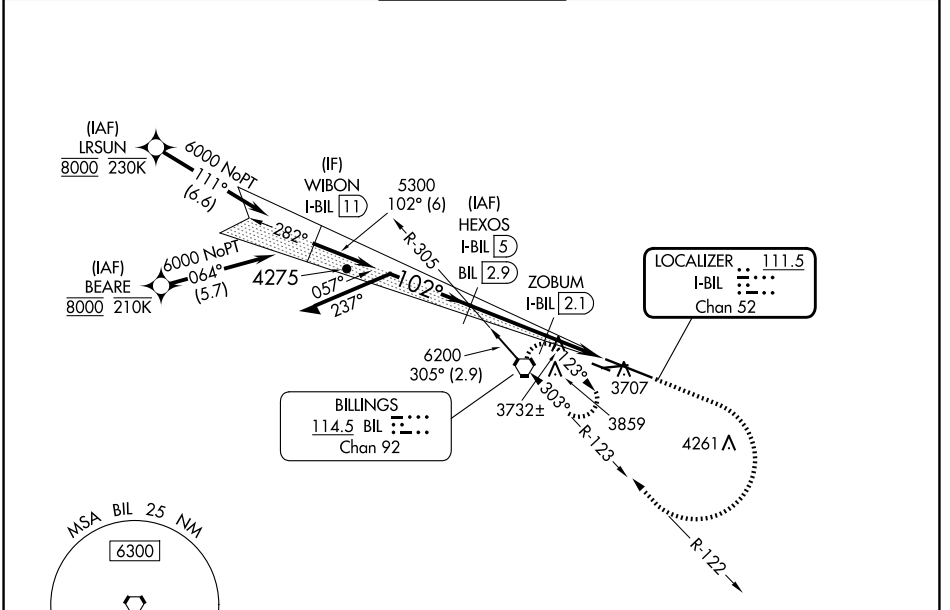 (IAF)
LRSUN
8000 230K
6000 NoPT
111°
(6.6)
(IF)
WIBON
I-BIL 11
5300
102° (6)
(IAF)
HEXOS
I-BIL 5
BIL 2.9
R-305
282°
ZOBUM
I-BIL 2.1
LOCALIZER 111.5
I-BIL
Chan 52
(IAF)
BEARE
8000 210K
6000 NoPT
064°
(5.7)
4275
057°
237°
102°
6200
305° (2.9)
123°
303°
3732±
3707
3859
4261
BILLINGS
114.5 BIL
Chan 92
R-123
R-122
MSA BIL 25 NM
6300